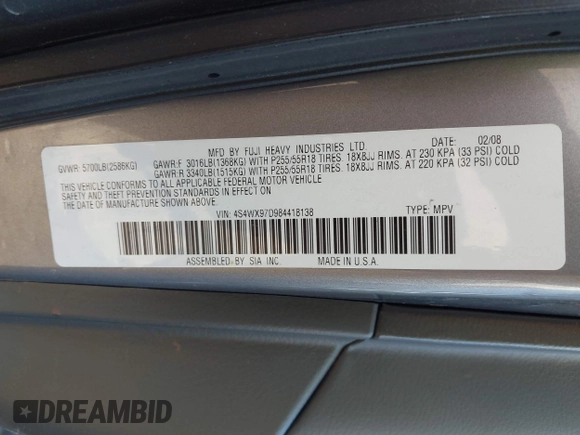 MFD BY FUJI HEAVY INDUSTRIES LTD DATE: 02/08
GVWR: 5700LB(2586KG) GAWR:F 3016LB(1368KG) WITH P255/55R18 TIRES. 18X8JJ RIMS. AT 230 KPA (33 PSI) COLD
GAWR:R 3340LB(1515KG) WITH P255/55R18 TIRES. 18X8JJ RIMS. AT 220 KPA (32 PSI) COLD
THIS VEHICLE CONFORMS TO ALL APPLICABLE FEDERAL MOTOR VEHICLE
SAFETY AND THEFT PREVENTION STANDARDS IN EFFECT ON
THE DATE OF MANUFACTURE SHOWN ABOVE.
VIN: 4S4WX97D984418138 TYPE: MPV
ASSEMBLED BY SIA INC. MADE IN U.S.A.
DREAMBID